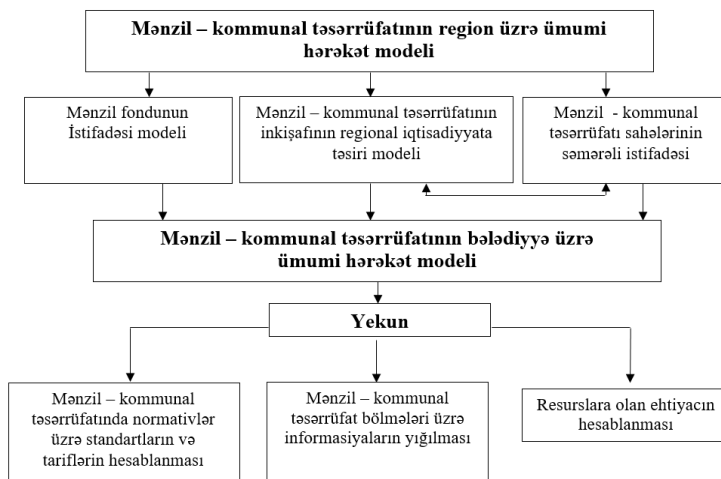 Mənzil – kommunal təsərrüfatının region üzrə ümumi
hərəkət modeli
Mənzil fondunun
İstifadəsi modeli
Mənzil – kommunal təsərrüfatının
inkişafının regional iqtisadiyyata
təsiri modeli
Mənzil - kommunal
təsərrüfatı sahələrinin
səmərəli istifadəsi
Mənzil – kommunal təsərrüfatının bələdiyyə üzrə
ümumi hərəkət modeli
Yekun
Mənzil – kommunal
təsərrüfatında normativlər
üzrə standartların və
tariflərin hesablanması
Mənzil – kommunal
təsərrüfat bölmələri üzrə
informasiyaların yığılması
Resurslara olan ehtiyacın
hesablanması